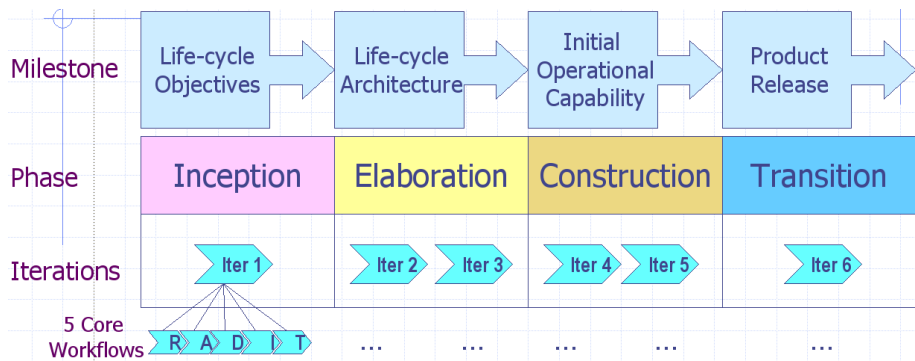 Milestone
Life-cycle
Objectives
Life-cycle
Architecture
Initial
Operational
Capability
Product
Release
Phase
Inception
Elaboration
Construction
Transition
Iterations
Iter 1
Iter 2
Iter 3
Iter 4
Iter 5
Iter 6
5 Core
Workflows
R A D I T
... ... ... ... ...